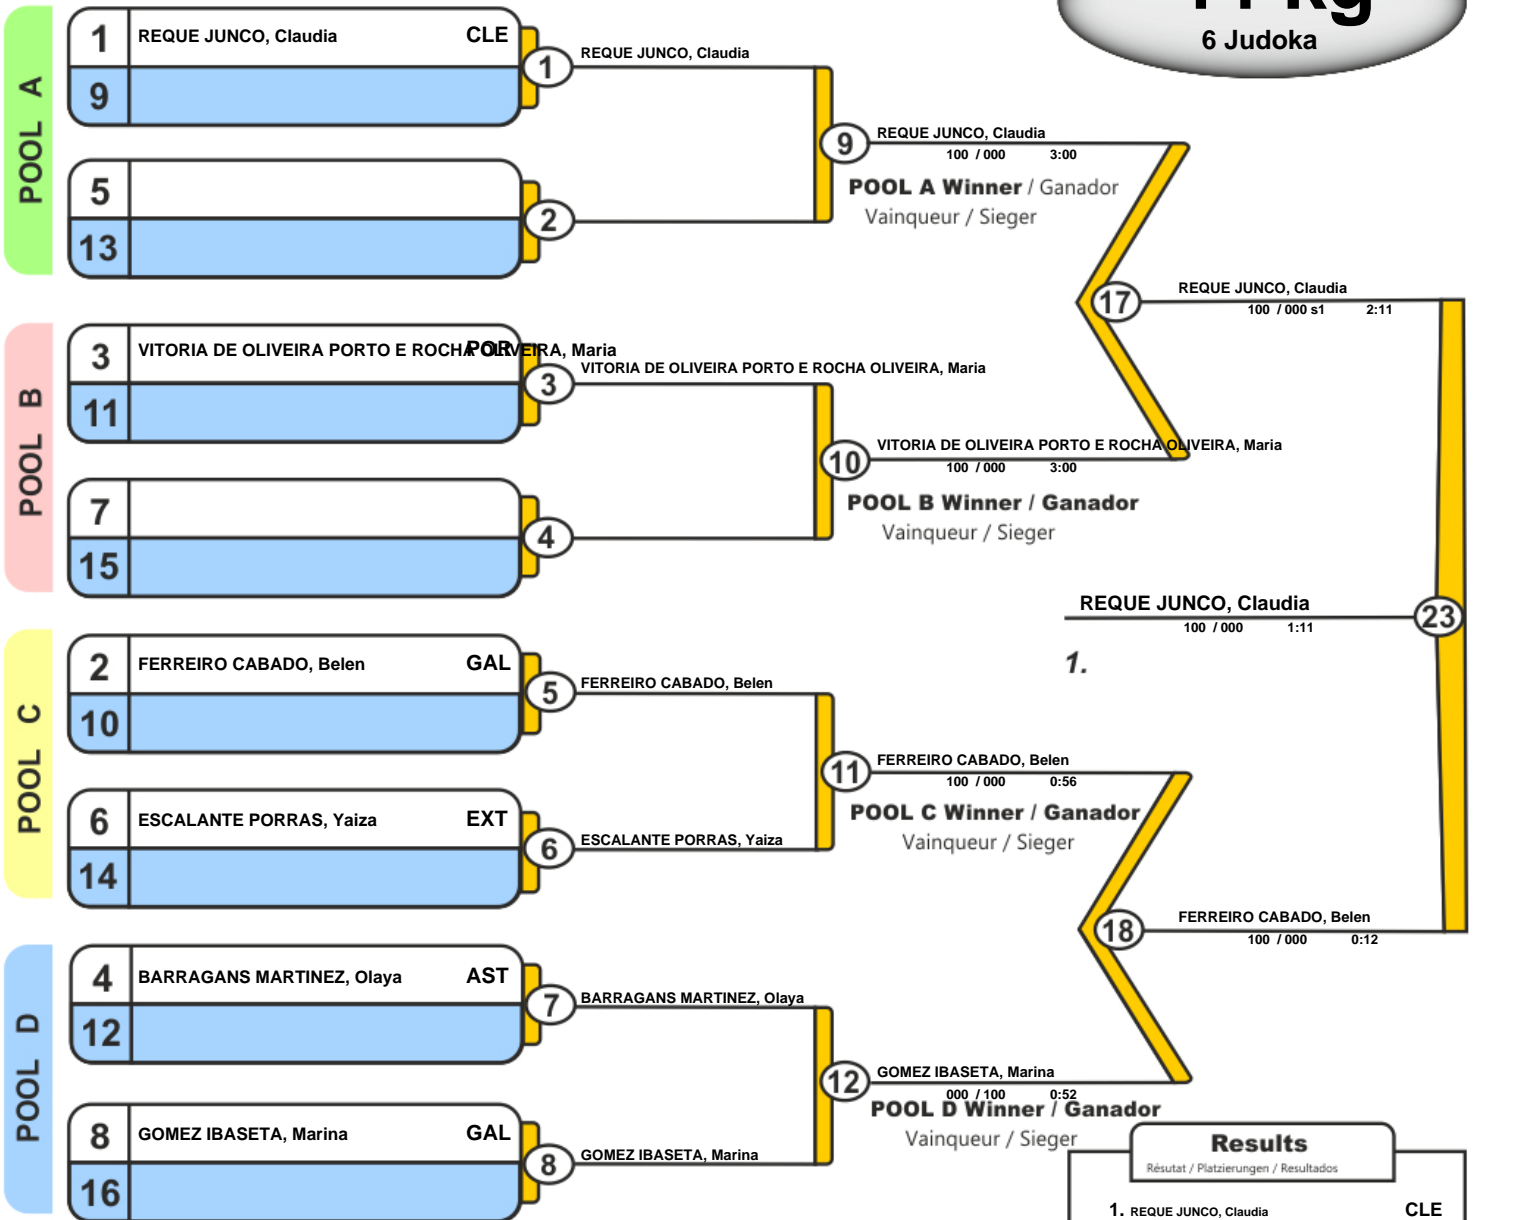 6 Judoka
POOL A
1 REQUE JUNCO, Claudia CLE
9
1 REQUE JUNCO, Claudia
5
13
2
9 REQUE JUNCO, Claudia
100 / 000 3:00
POOL A Winner / Ganador
Vainqueur / Sieger
POOL B
3 VITORIA DE OLIVEIRA PORTO E ROCHA OLIVEIRA, Maria POR
11
3 VITORIA DE OLIVEIRA PORTO E ROCHA OLIVEIRA, Maria
7
15
4
10 VITORIA DE OLIVEIRA PORTO E ROCHA OLIVEIRA, Maria
100 / 000 3:00
POOL B Winner / Ganador
Vainqueur / Sieger
17 REQUE JUNCO, Claudia
100 / 000 s1 2:11
REQUE JUNCO, Claudia 23
100 / 000 1:11
1.
POOL C
2 FERREIRO CABADO, Belen GAL
10
5 FERREIRO CABADO, Belen
6 ESCALANTE PORRAS, Yaiza EXT
14
6 ESCALANTE PORRAS, Yaiza
11 FERREIRO CABADO, Belen
100 / 000 0:56
POOL C Winner / Ganador
Vainqueur / Sieger
18 FERREIRO CABADO, Belen
100 / 000 0:12
POOL D
4 BARRAGANS MARTINEZ, Olaya AST
12
7 BARRAGANS MARTINEZ, Olaya
8 GOMEZ IBASETA, Marina GAL
16
8 GOMEZ IBASETA, Marina
12 GOMEZ IBASETA, Marina
000 / 100 0:52
POOL D Winner / Ganador
Vainqueur / Sieger
Results
Résutat / Platzierungen / Resultados
1. REQUE JUNCO, Claudia CLE